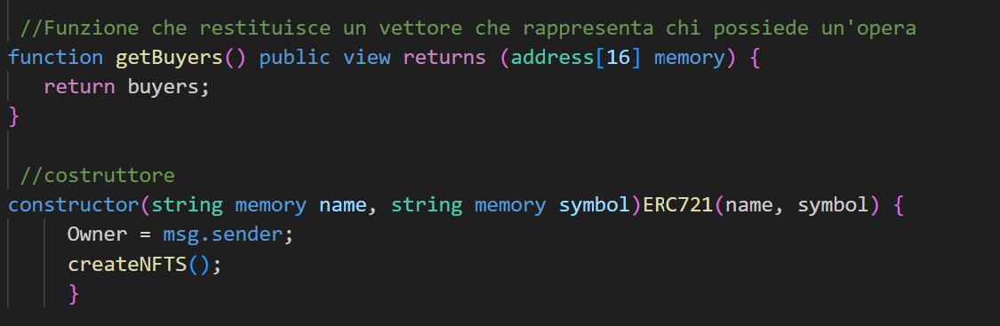 //Funzione che restituisce un vettore che rappresenta chi possiede un'opera
function getBuyers() public view returns (address[16] memory) {
return buyers;
}
//costruttore
constructor(string memory name, string memory symbol)ERC721(name, symbol) {
Owner = msg.sender;
createNFTS();
}